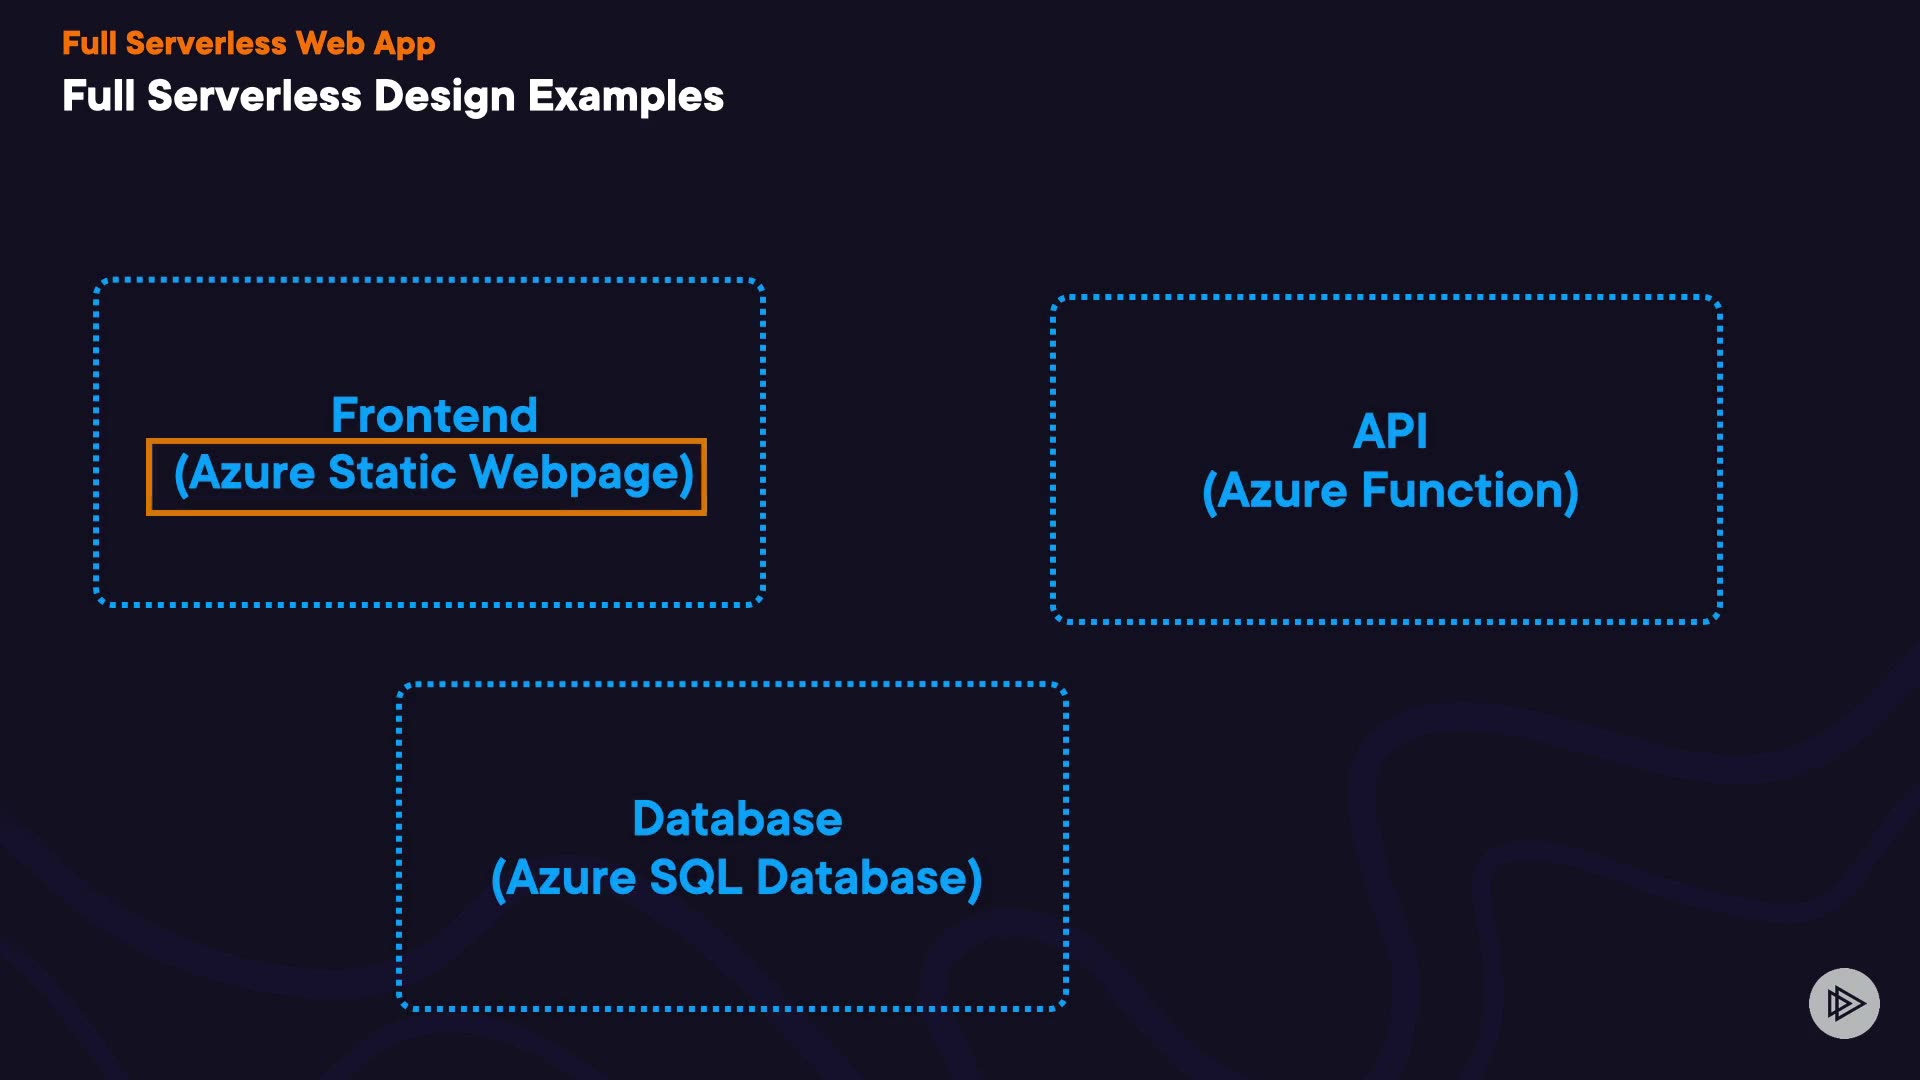 Full Serverless Web App
Full Serverless Design Examples
Frontend
(Azure Static Webpage)
API
(Azure Function)
Database
(Azure SQL Database)